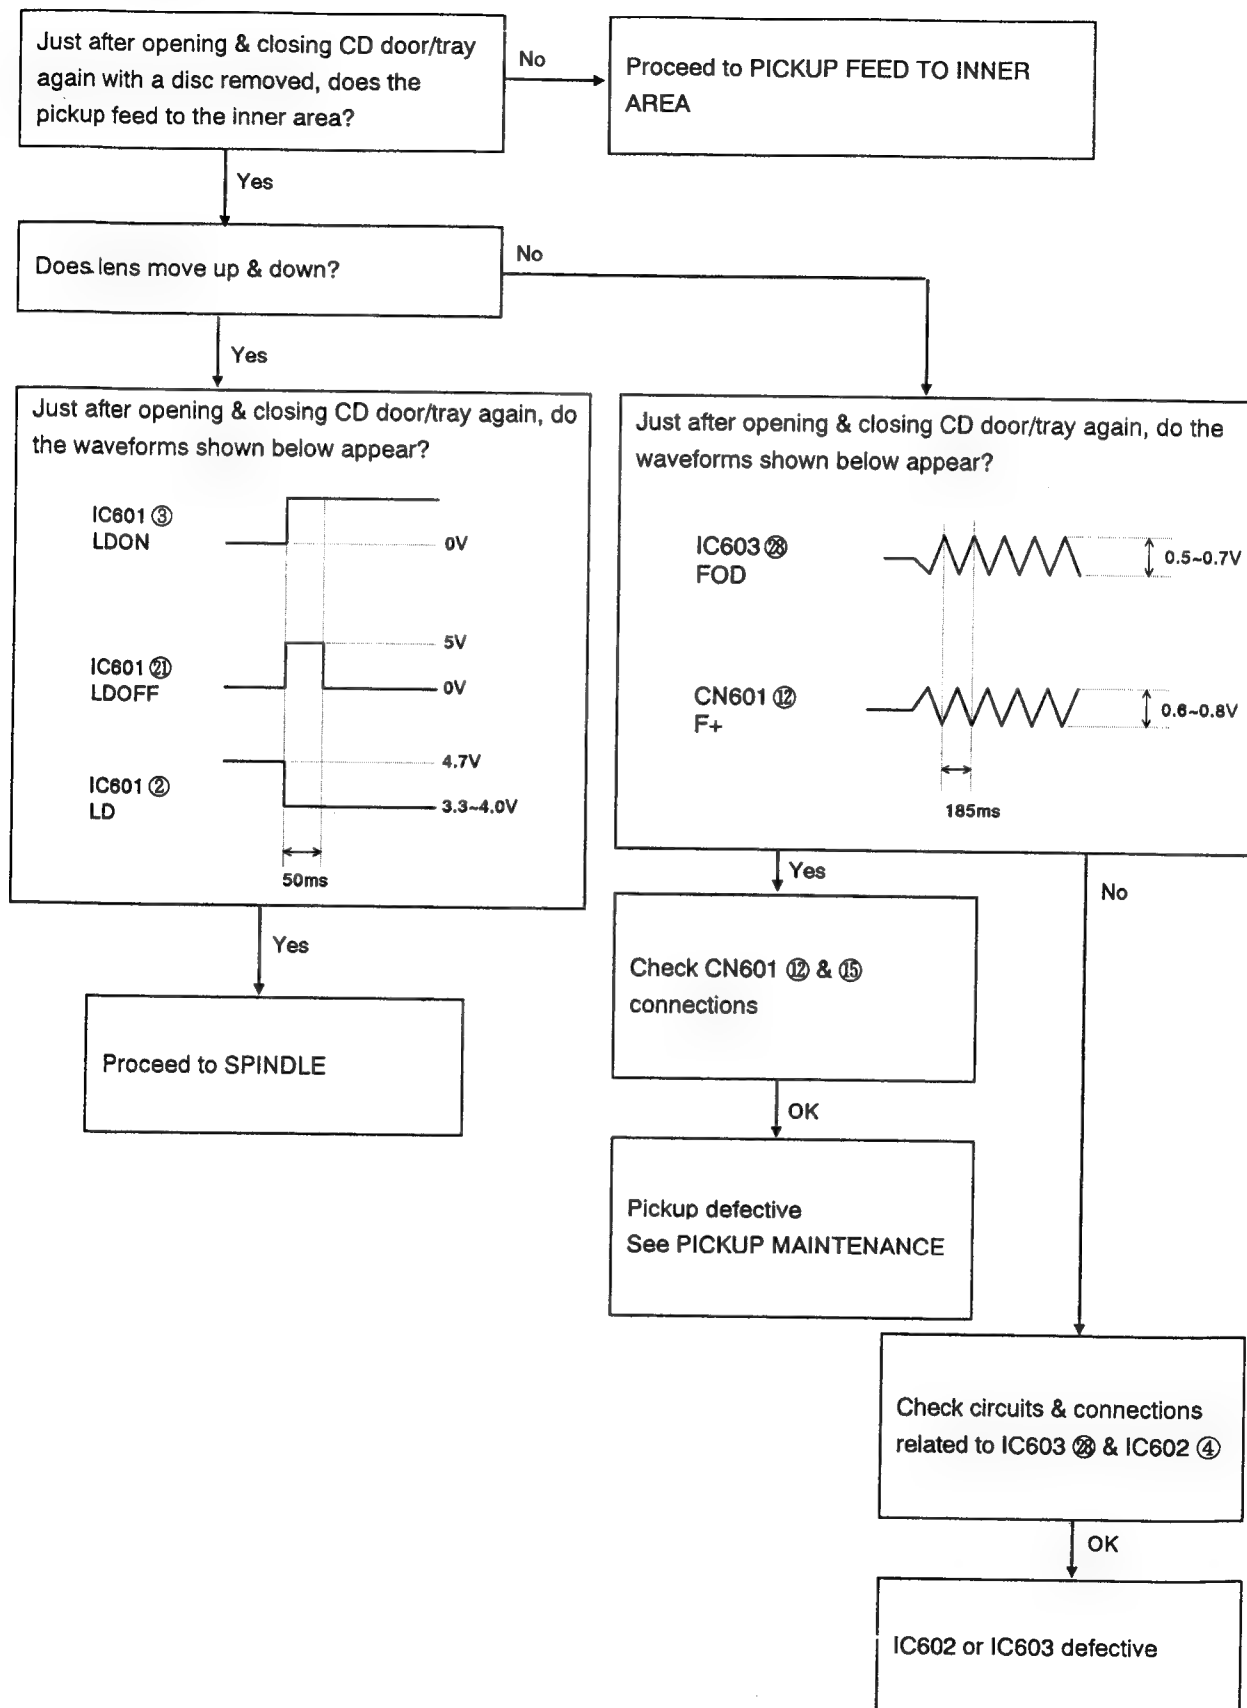 Just after opening & closing CD door/tray
again with a disc removed, does the
pickup feed to the inner area?
No
Proceed to PICKUP FEED TO INNER
AREA
Yes
Does lens move up & down?
No
Yes
Just after opening & closing CD door/tray again, do
the waveforms shown below appear?
IC601 ③
LDON
0V
IC601 ㉑
LDOFF
5V
0V
IC601 ②
LD
4.7V
3.3~4.0V
50ms
Yes
Proceed to SPINDLE
Just after opening & closing CD door/tray again, do the
waveforms shown below appear?
IC603 ㉘
FOD
0.5~0.7V
CN601 ⑫
F+
0.6~0.8V
185ms
Yes
No
Check CN601 ⑫ & ⑮
connections
OK
Pickup defective
See PICKUP MAINTENANCE
Check circuits & connections
related to IC603 ㉘ & IC602 ④
OK
IC602 or IC603 defective